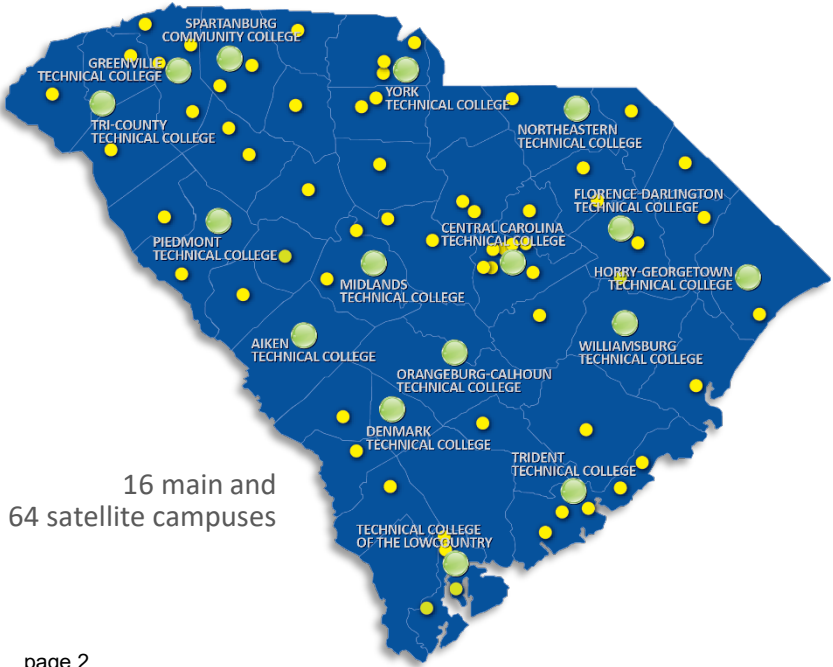 SPARTANBURG
COMMUNITY COLLEGE
GREENVILLE
TECHNICAL COLLEGE
YORK
TECHNICAL COLLEGE
TRI-COUNTY
TECHNICAL COLLEGE
NORTHEASTERN
TECHNICAL COLLEGE
FLORENCE-DARLINGTON
TECHNICAL COLLEGE
PIEDMONT
TECHNICAL COLLEGE
CENTRAL CAROLINA
TECHNICAL COLLEGE
MIDLANDS
TECHNICAL COLLEGE
HORRY-GEORGETOWN
TECHNICAL COLLEGE
AIKEN
TECHNICAL COLLEGE
WILLIAMSBURG
TECHNICAL COLLEGE
ORANGEBURG-CALHOUN
TECHNICAL COLLEGE
DENMARK
TECHNICAL COLLEGE
TRIDENT
TECHNICAL COLLEGE
16 main and
64 satellite campuses
TECHNICAL COLLEGE
OF THE LOWCOUNTRY
page 2